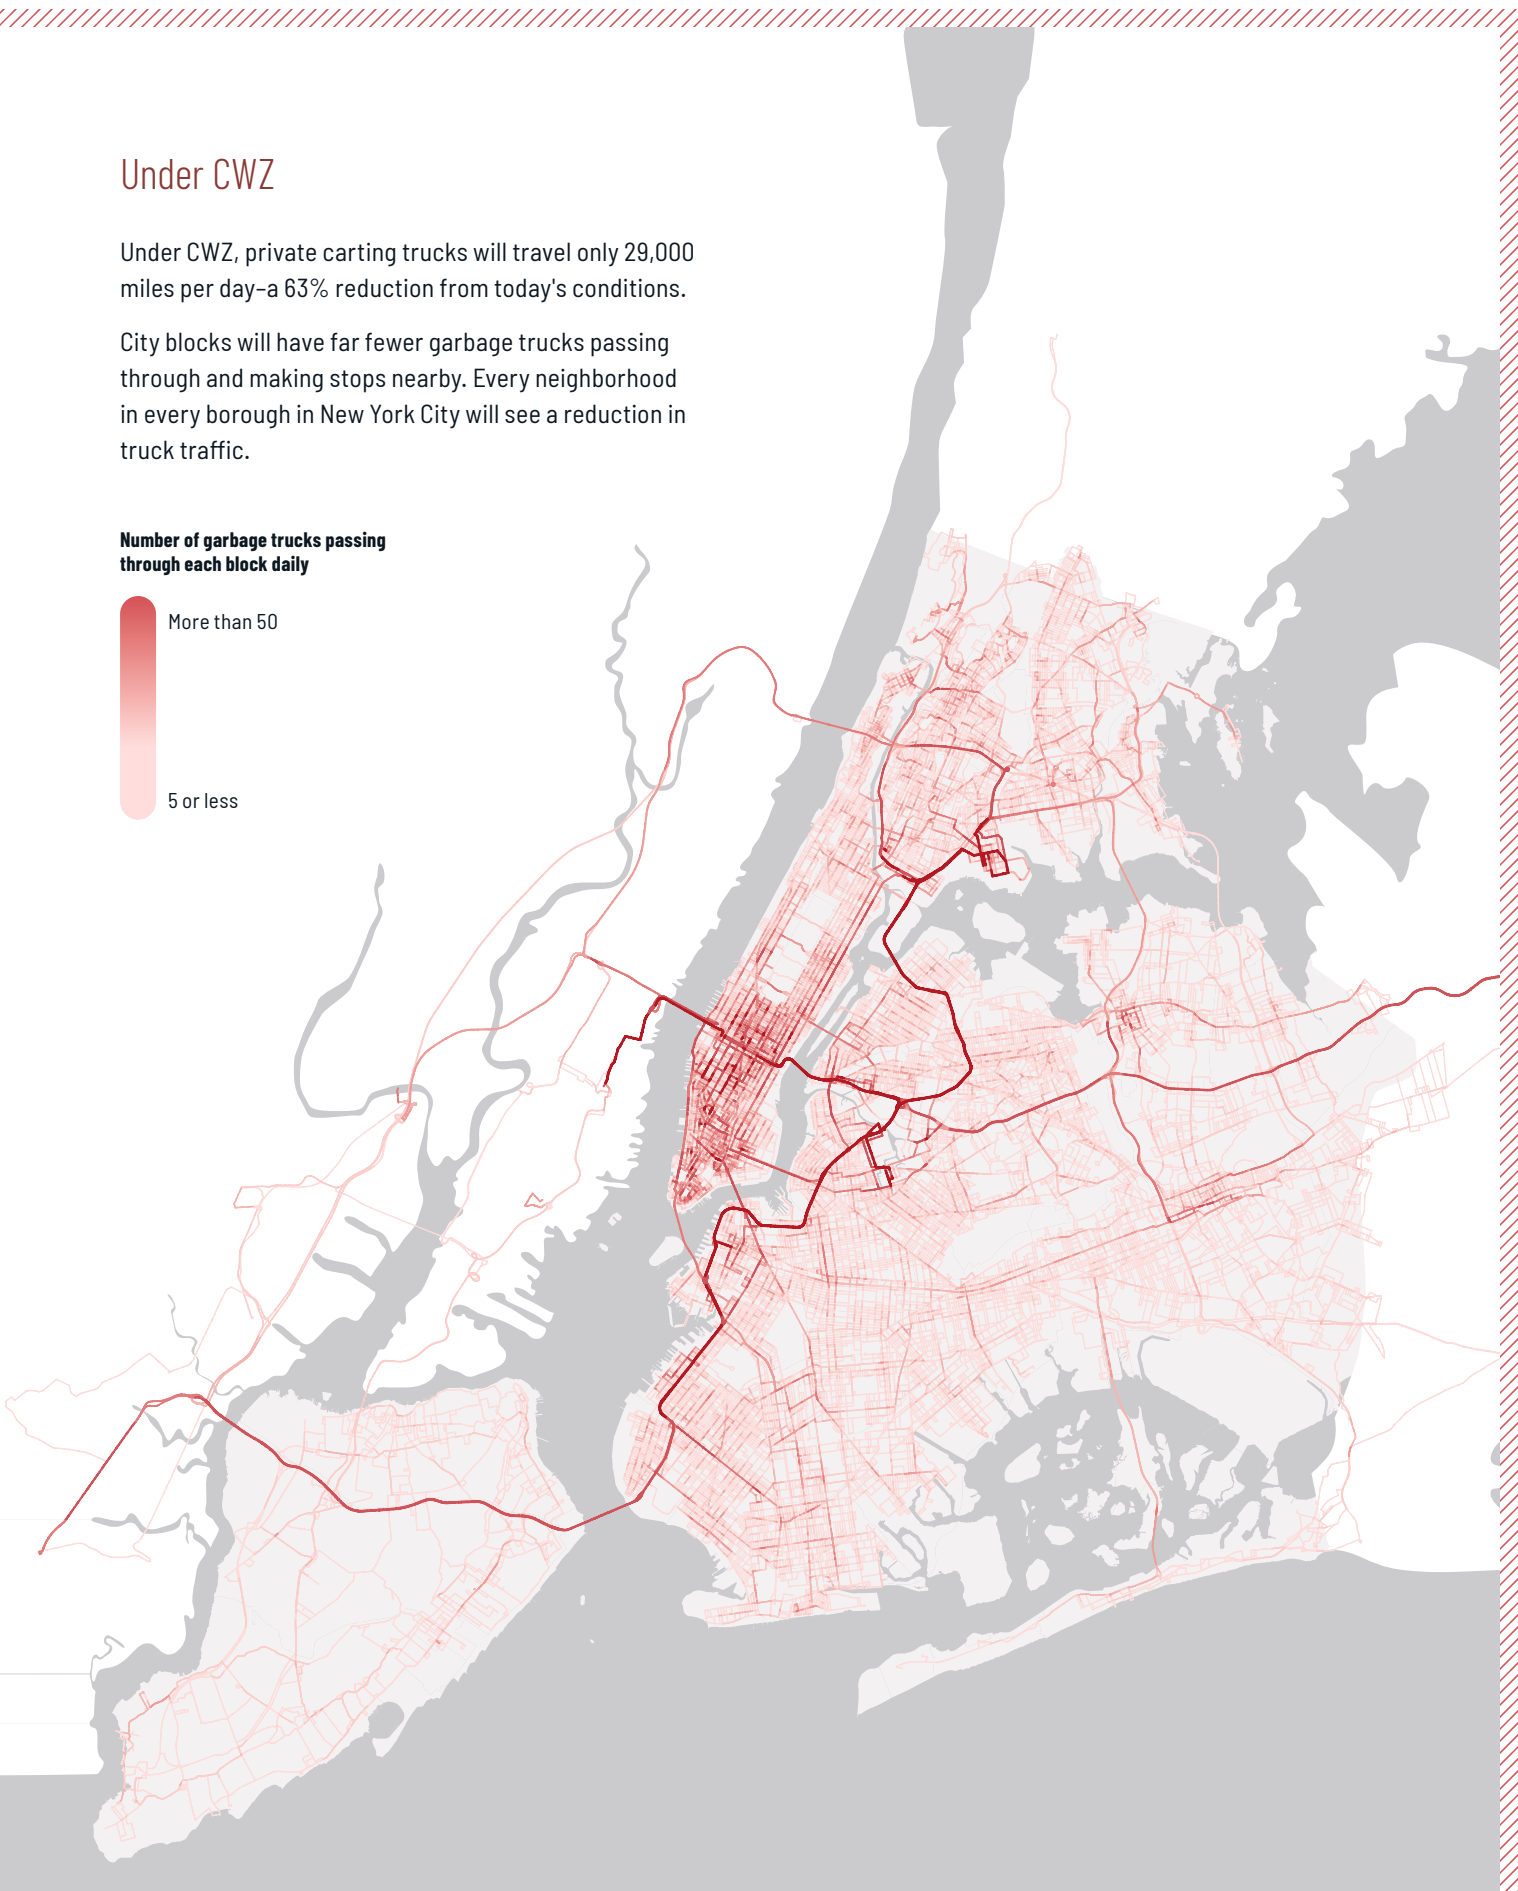 Under CWZ
Under CWZ, private carting trucks will travel only 29,000
miles per day–a 63% reduction from today's conditions.
City blocks will have far fewer garbage trucks passing
through and making stops nearby. Every neighborhood
in every borough in New York City will see a reduction in
truck traffic.
Number of garbage trucks passing
through each block daily
More than 50
5 or less